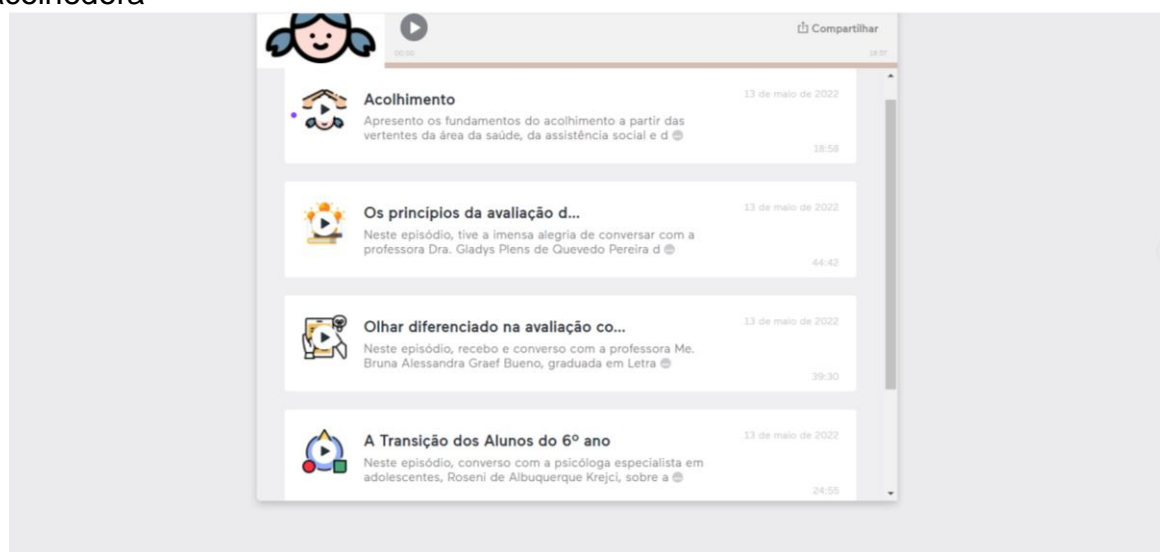 acolhedora
Compartilhar
00:00
18:57
Acolhimento
13 de maio de 2022
Apresento os fundamentos do acolhimento a partir das
vertentes da área da saúde, da assistência social e d
18:58
Os princípios da avaliação d...
13 de maio de 2022
Neste episódio, tive a imensa alegria de conversar com a
professora Dra. Gladys Plens de Quevedo Pereira d
44:42
Olhar diferenciado na avaliação co...
13 de maio de 2022
Neste episódio, recebo e converso com a professora Me.
Bruna Alessandra Graef Bueno, graduada em Letra
39:30
A Transição dos Alunos do 6º ano
13 de maio de 2022
Neste episódio, converso com a psicóloga especialista em
adolescentes, Roseni de Albuquerque Krejci, sobre a
24:55